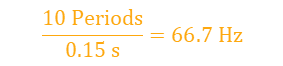 10 Periods
0.15 s
= 66.7 Hz